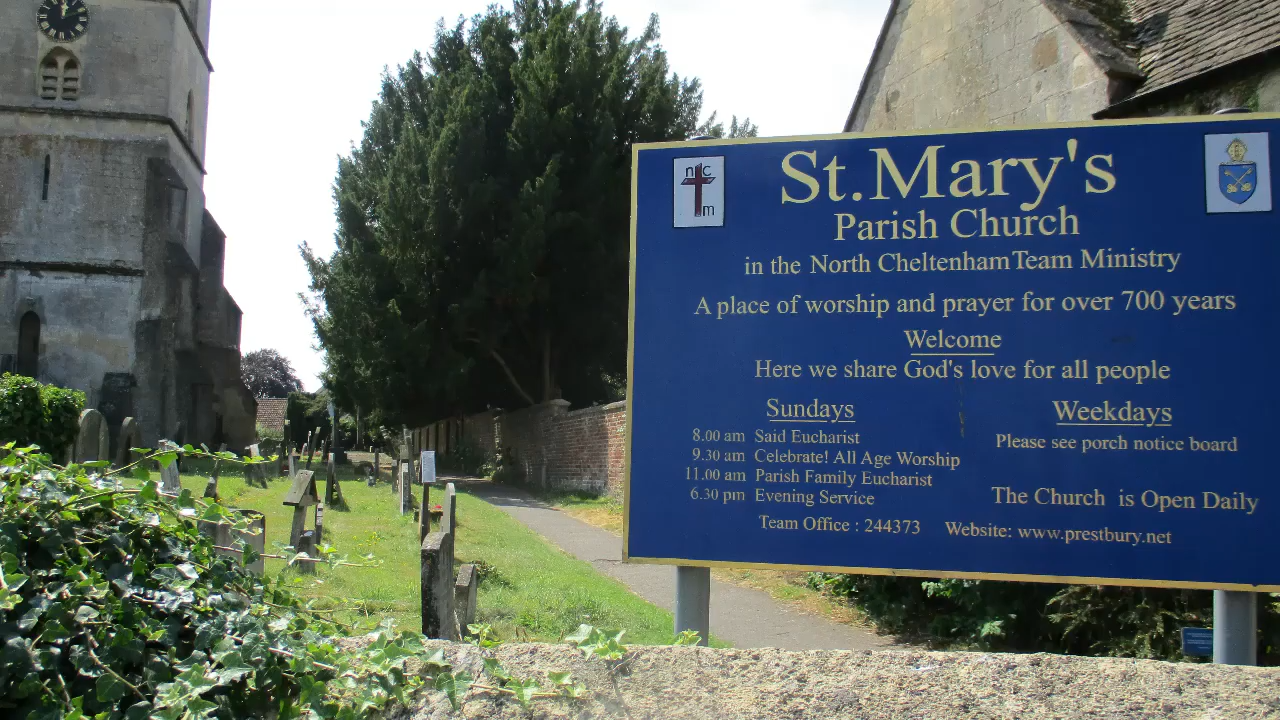 nc
tm
St.Mary's
Parish Church
in the North Cheltenham Team Ministry
A place of worship and prayer for over 700 years
Welcome
Here we share God's love for all people
Sundays
8.00 am Said Eucharist
9.30 am Celebrate! All Age Worship
11.00 am Parish Family Eucharist
6.30 pm Evening Service
Weekdays
Please see porch notice board
The Church is Open Daily
Team Office : 244373 Website: www.prestbury.net